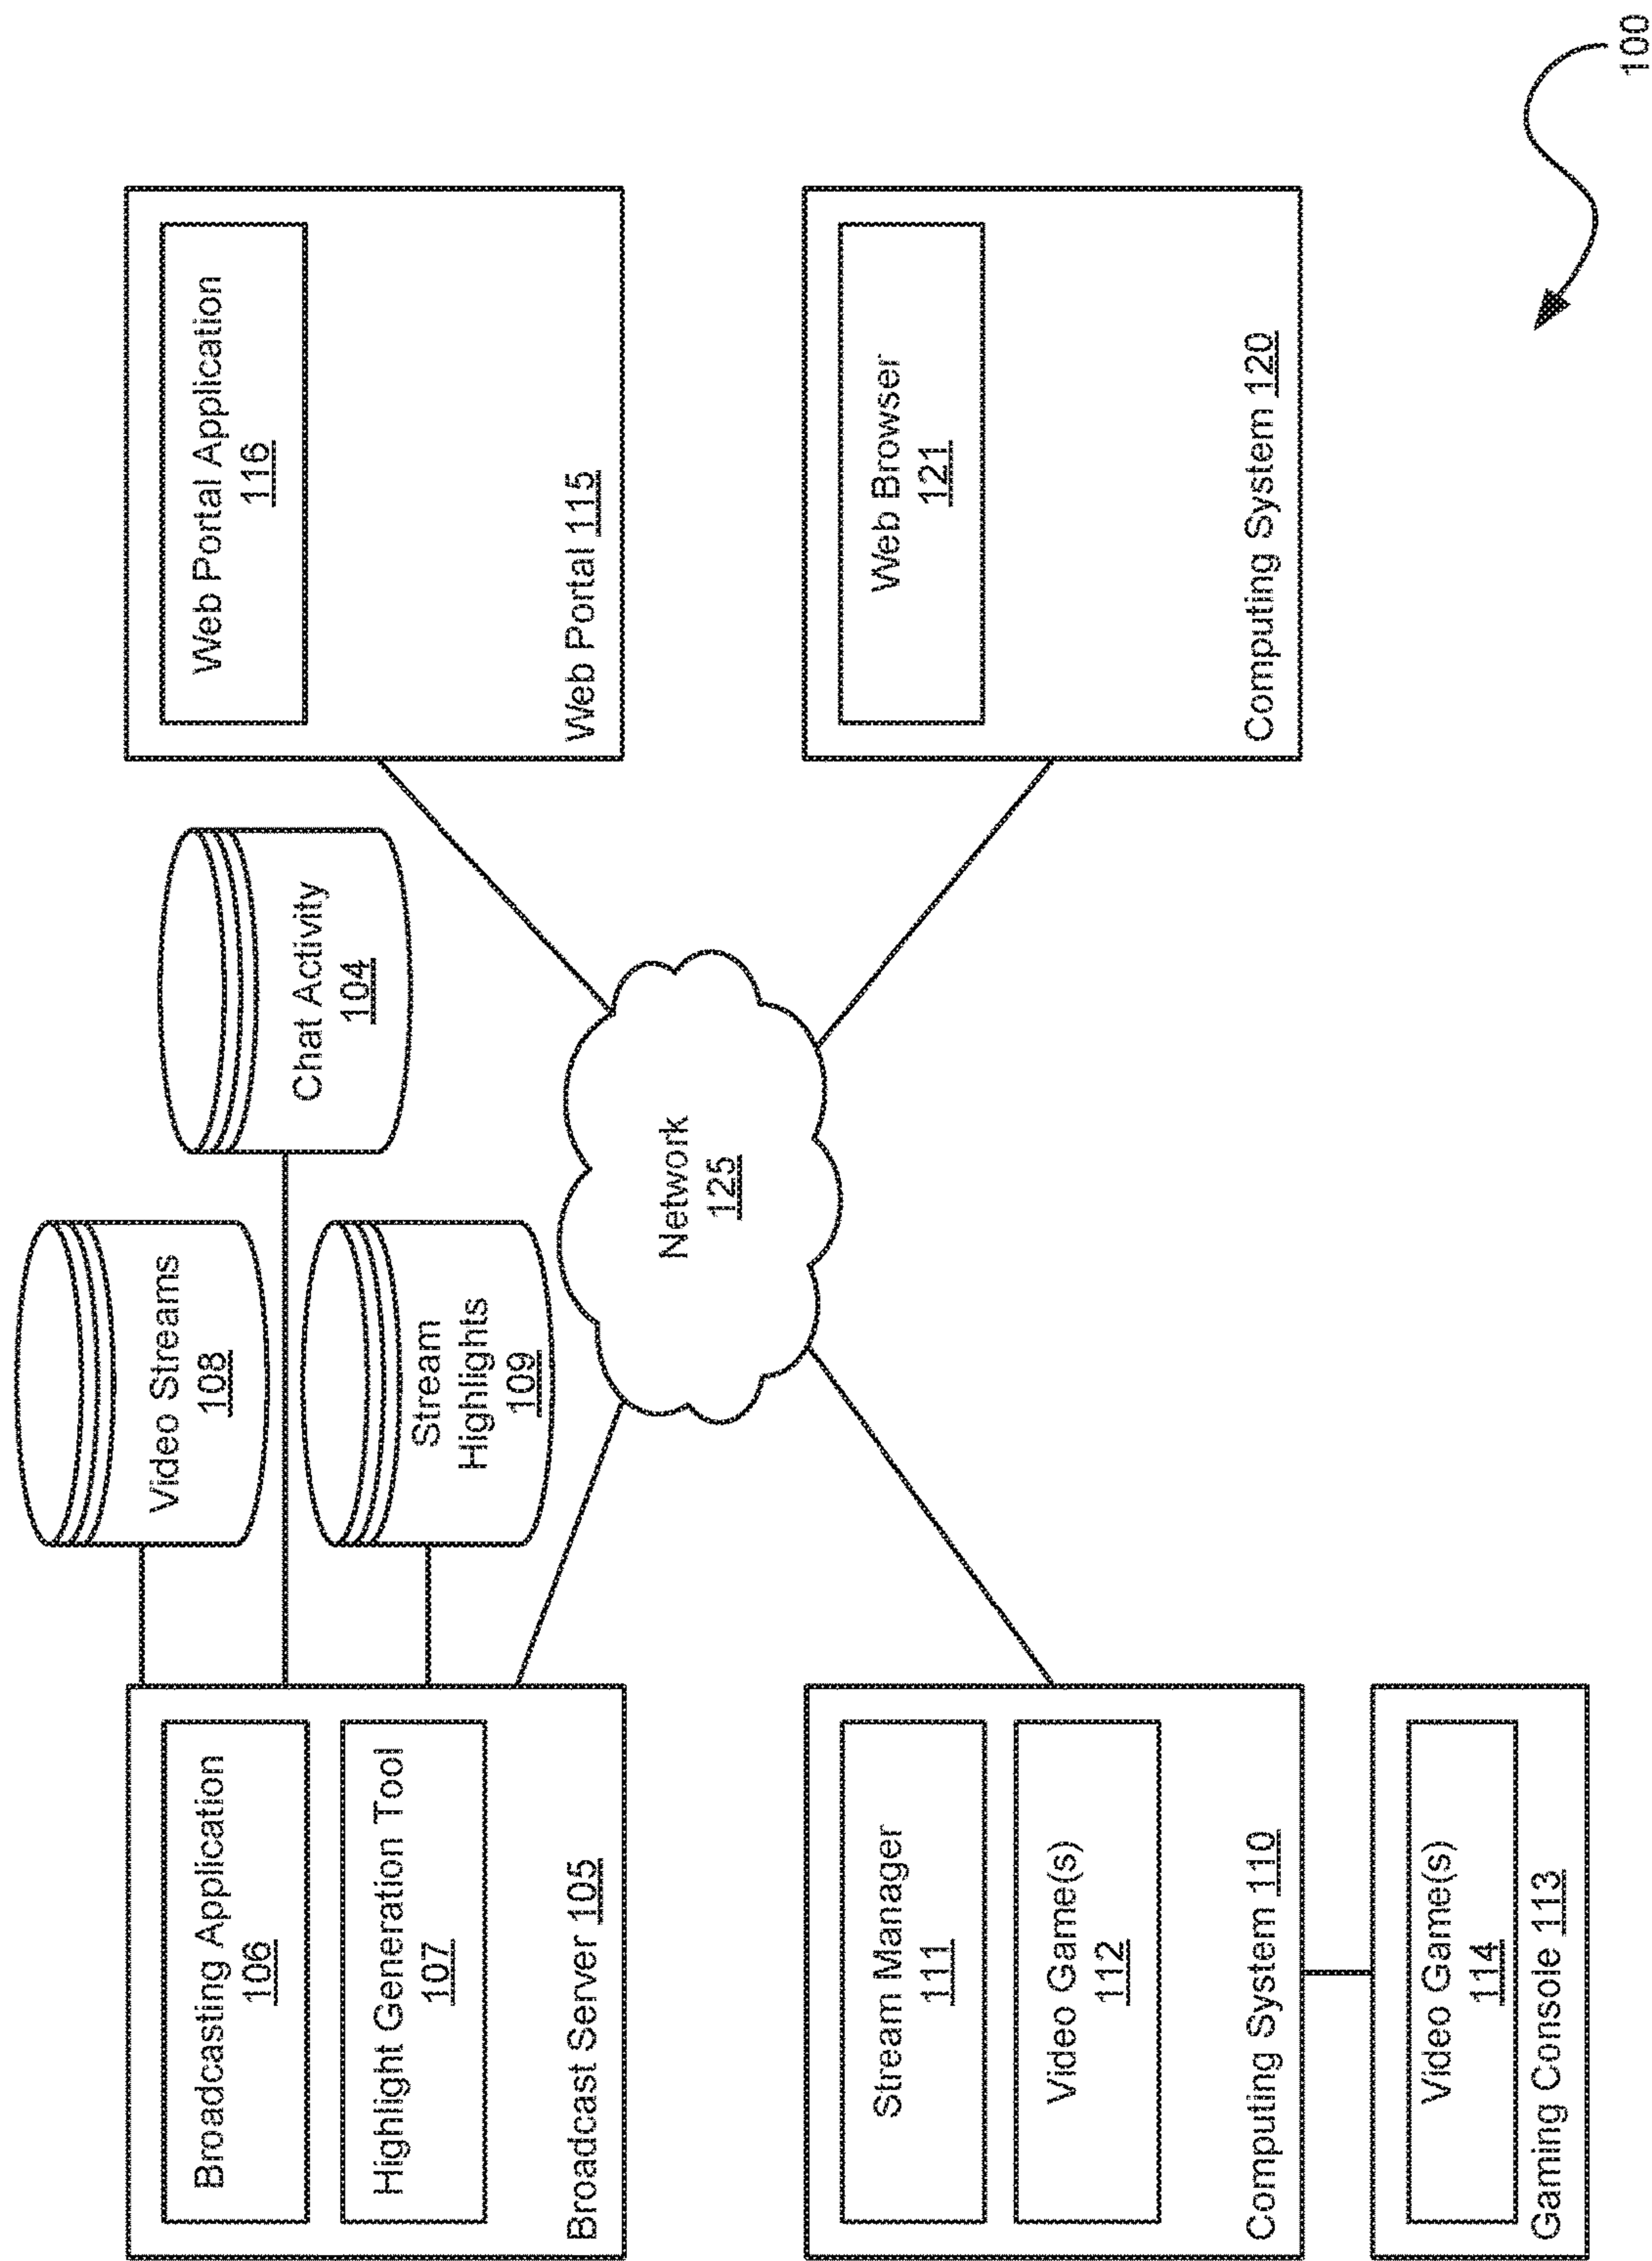 Video Streams
108
Chat Activity
104
Stream
Highlights
109
Broadcasting Application
106
Highlight Generation Tool
107
Broadcast Server 105
Web Portal Application
116
Web Portal 115
Network
125
Stream Manager
111
Video Game(s)
112
Computing System 110
Web Browser
121
Computing System 120
Video Game(s)
114
Gaming Console 113
100